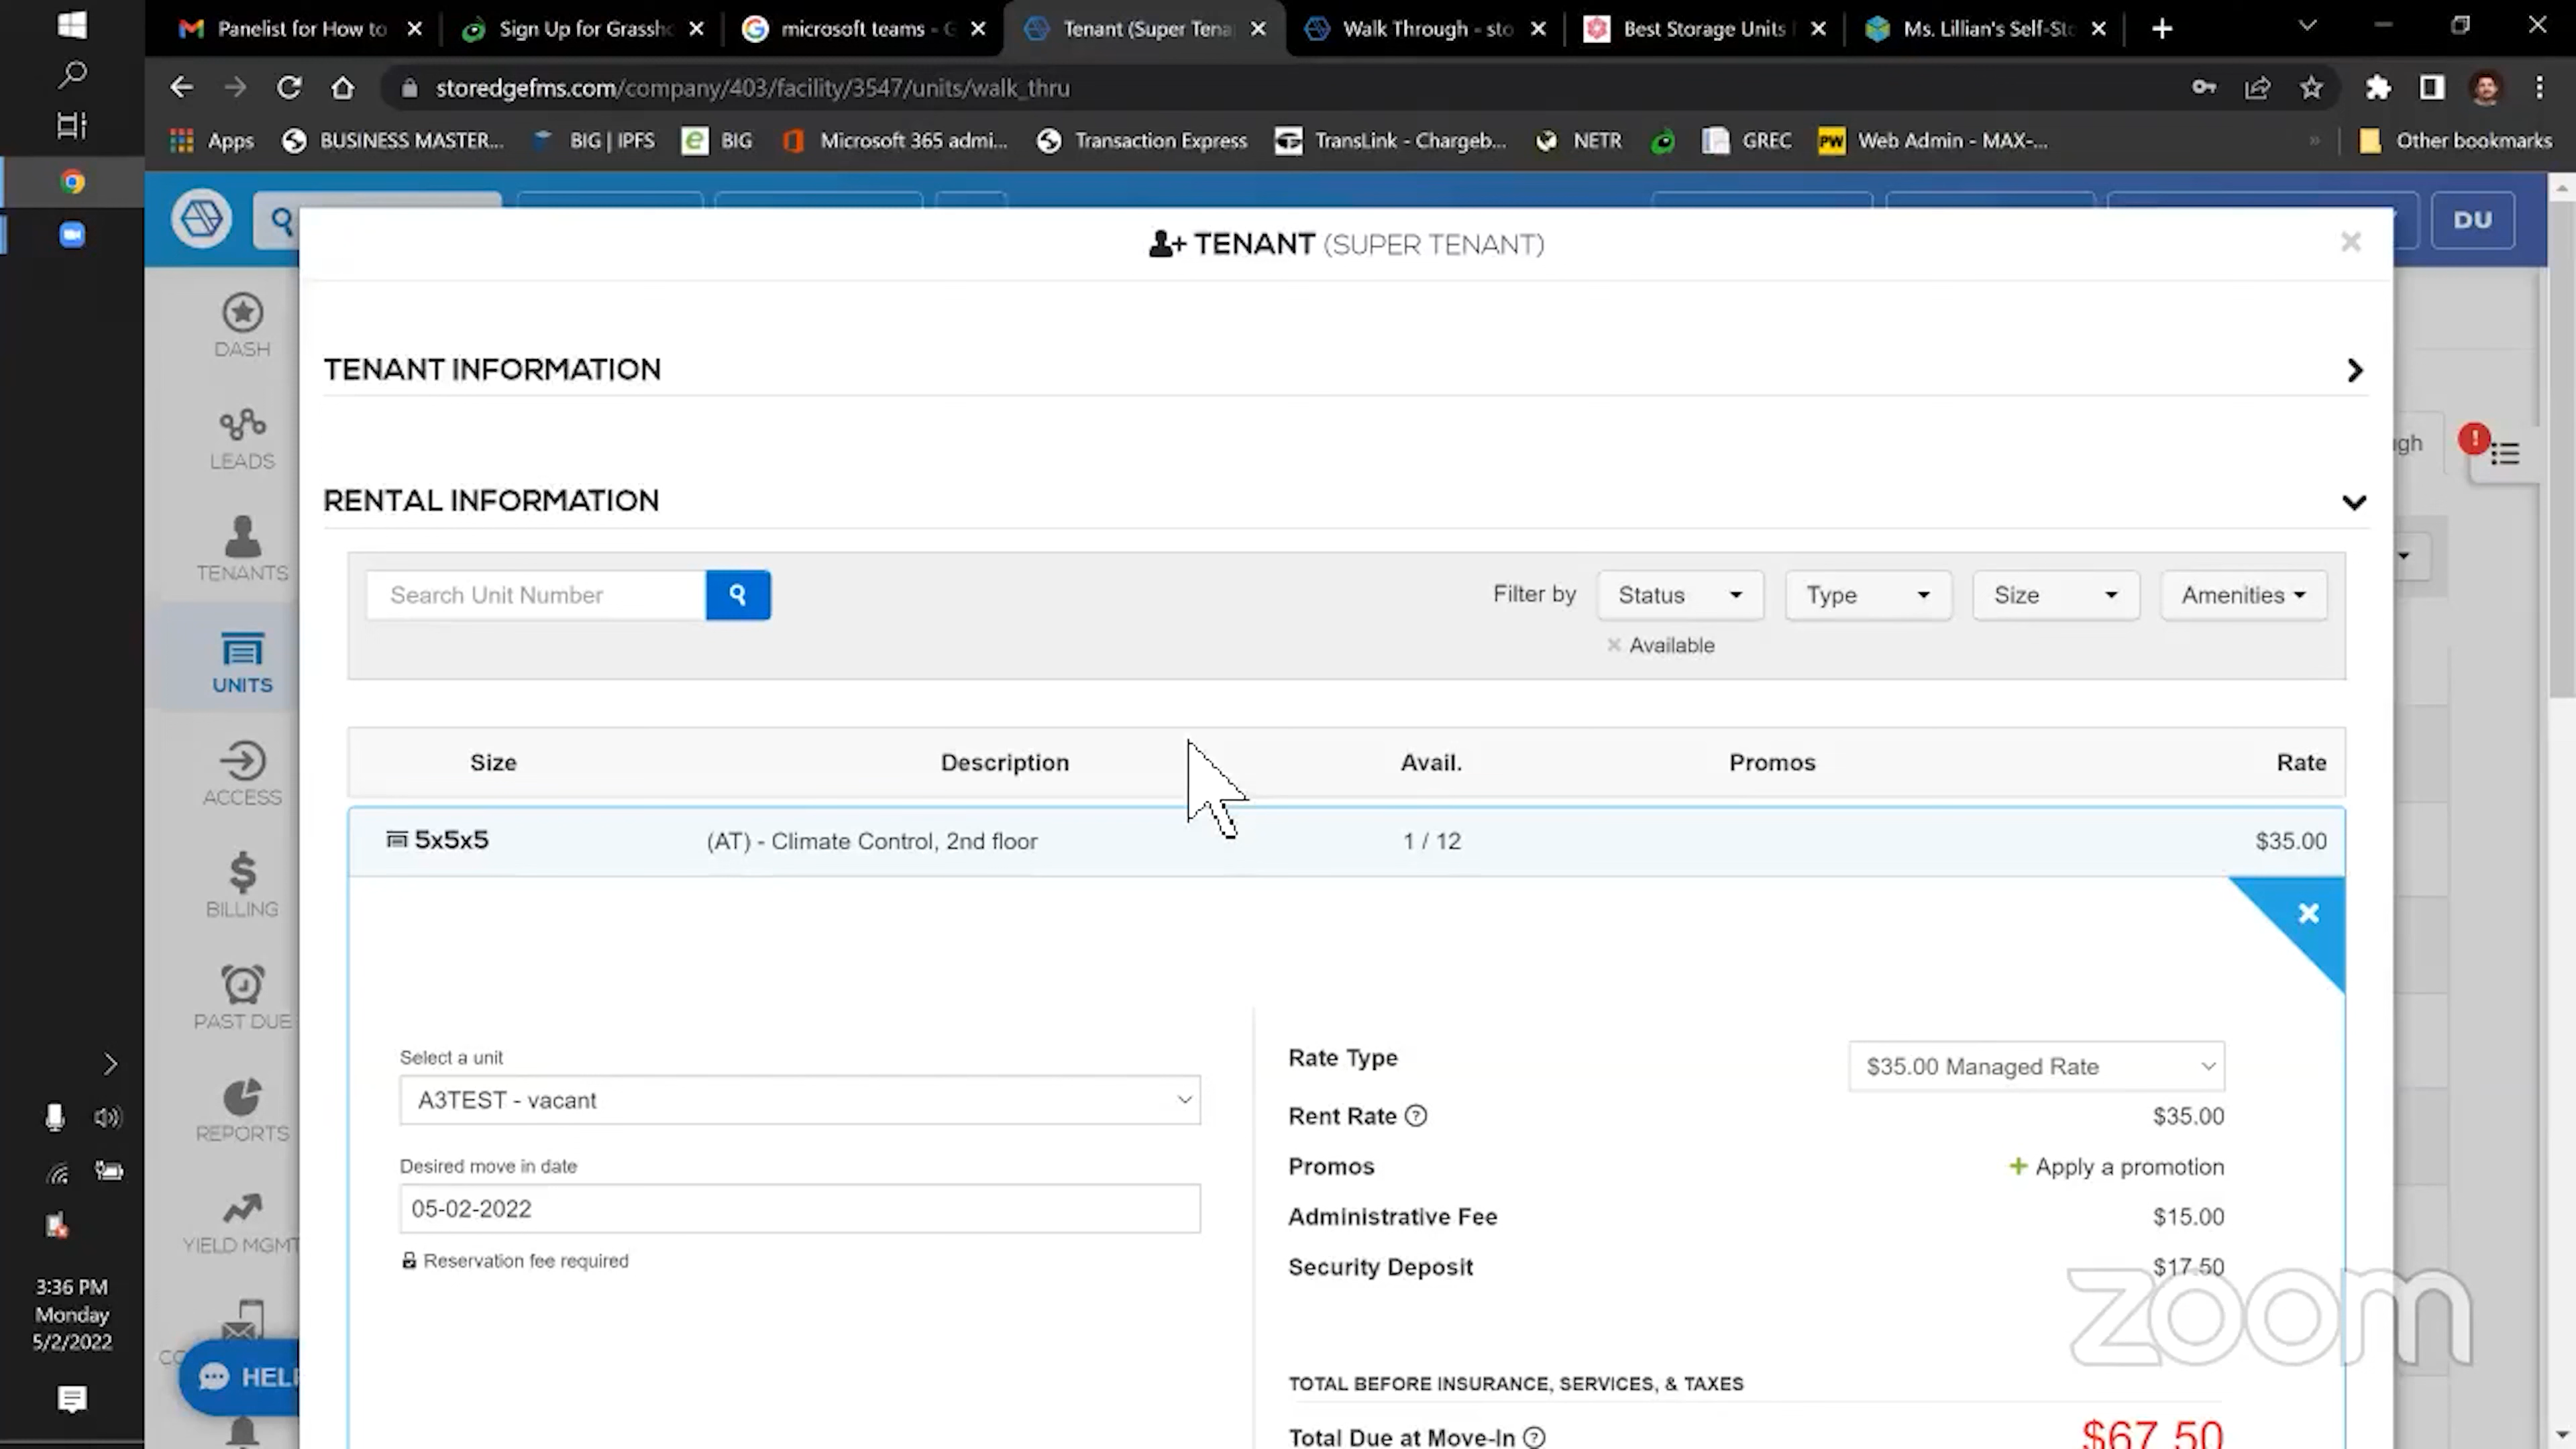 Panelist for How to
Sign Up for Grassho
microsoft teams - G
Tenant (Super Tena
Walk Through - sto
Best Storage Units
Ms. Lillian's Self-Sto
storedgefms.com/company/403/facility/3547/units/walk_thru
Apps
BUSINESS MASTER...
BIG | IPFS
BIG
Microsoft 365 admi...
Transaction Express
TransLink - Chargeb...
NETR
GREC
PW
Web Admin - MAX-...
»
Other bookmarks
DU
TENANT (SUPER TENANT)
DASH
LEADS
TENANTS
UNITS
ACCESS
BILLING
PAST DUE
REPORTS
YIELD MGMT
HELP
TENANT INFORMATION
ugh
RENTAL INFORMATION
Search Unit Number
Filter by
Status
Type
Size
Amenities
× Available
Size
Description
Avail.
Promos
Rate
5x5x5
(AT) - Climate Control, 2nd floor
1 / 12
$35.00
Select a unit
A3TEST - vacant
Desired move in date
05-02-2022
Reservation fee required
Rate Type
$35.00 Managed Rate
Rent Rate ?
$35.00
Promos
+ Apply a promotion
Administrative Fee
$15.00
Security Deposit
$17.50
TOTAL BEFORE INSURANCE, SERVICES, & TAXES
Total Due at Move-In ?
$67.50
3:36 PM
Monday
5/2/2022
zoom